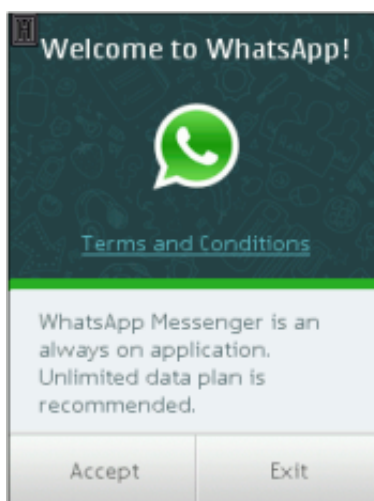 Welcome to WhatsApp!
Terms and Conditions
WhatsApp Messenger is an
always on application.
Unlimited data plan is
recommended.
Accept
Exit